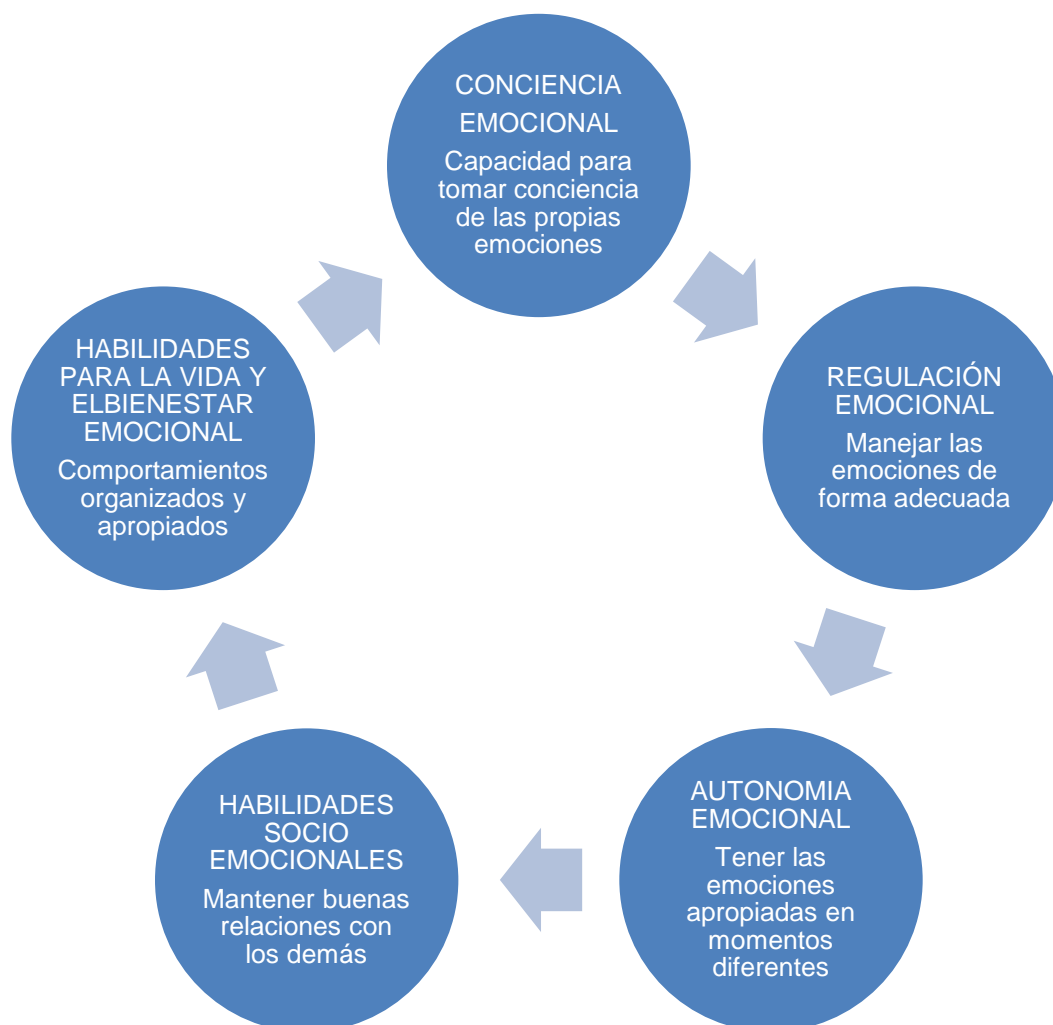 CONCIENCIA
EMOCIONAL
Capacidad para
tomar conciencia
de las propias
emociones
REGULACIÓN
EMOCIONAL
Manejar las
emociones de
forma adecuada
AUTONOMIA
EMOCIONAL
Tener las
emociones
apropiadas en
momentos
diferentes
HABILIDADES
SOCIO
EMOCIONALES
Mantener buenas
relaciones con
los demás
HABILIDADES
PARA LA VIDA Y
ELBIENESTAR
EMOCIONAL
Comportamientos
organizados y
apropiados